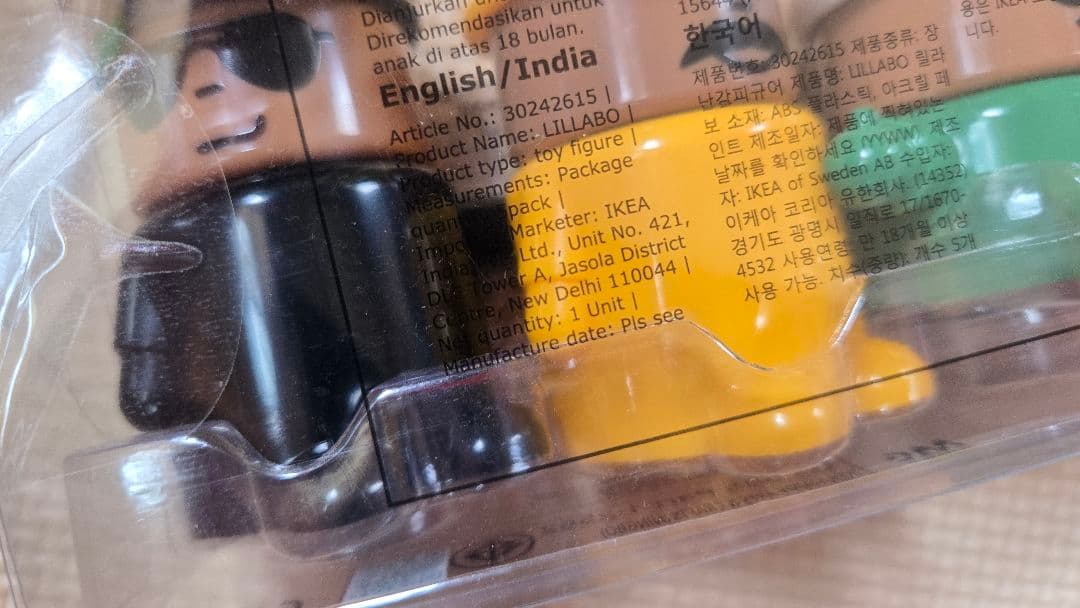 Dianjurkan
Direkomendasikan untuk
anak di atas 18 bulan.
English/India
Article No.: 30242615 |
Product Name: LILLABO |
Product type: toy figure |
Measurements: Package
pack |
Marketer: IKEA
Ltd., Unit No. 421,
Tower A, Jasola District
New Delhi 110044 |
Net quantity: 1 Unit |
Manufacture date: Pls see
한국어
제품번호: 30242615 제품종류: 장
난감피규어 제품명: LILLABO 릴라
보 소재: ABS 플라스틱, 아크릴 페
인트 제조일자: 제품에 찍혀있는
날짜를 확인하세요 (YYWW) 제조
자: IKEA of Sweden AB 수입자:
이케아 코리아 유한회사. (14352)
경기도 광명시 일직로 17/1670-
4532 사용연령: 만 18개월 이상
사용 가능. 치수(중량): 개수 5개
용은 IKEA
니다.